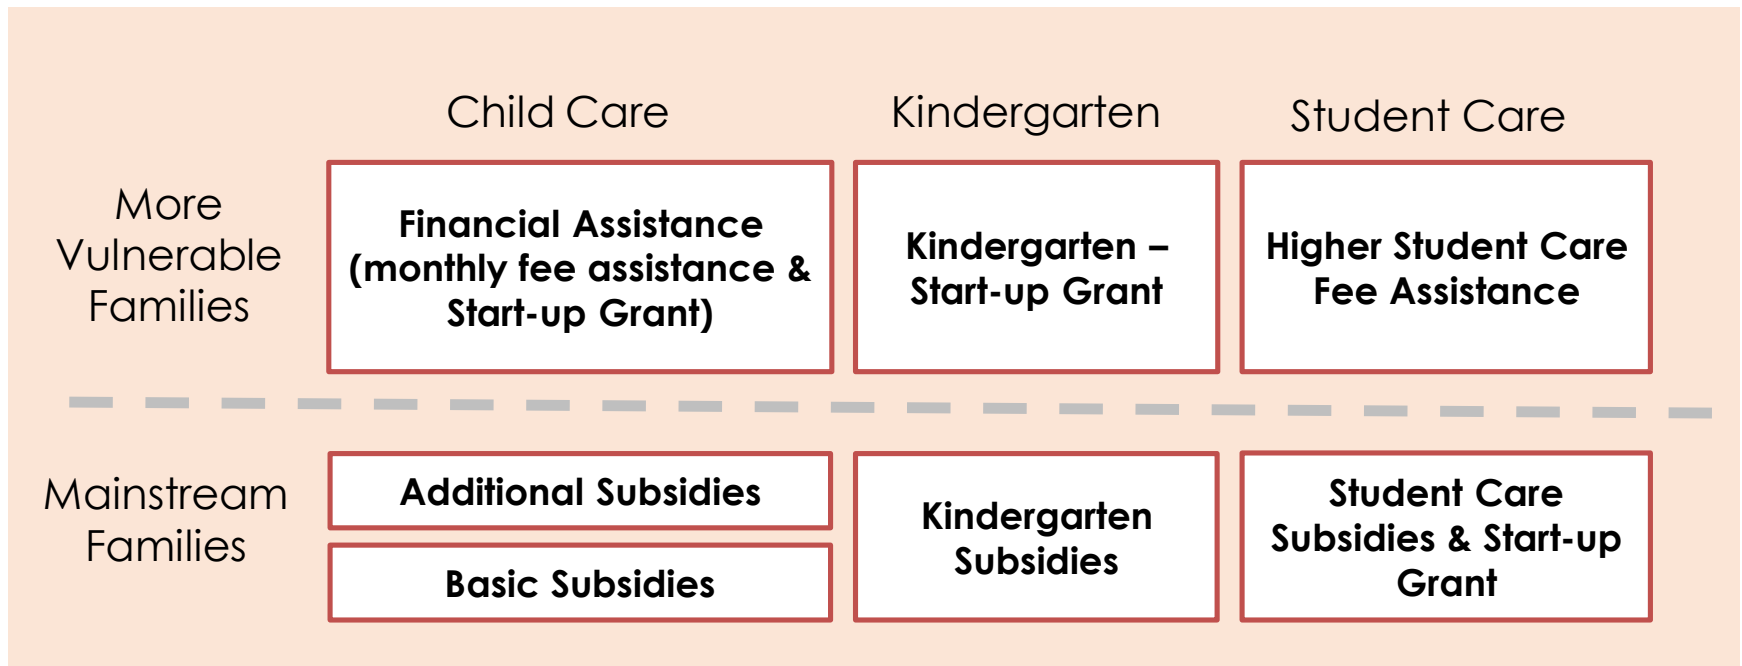 Child Care
Kindergarten
Student Care
More
Vulnerable
Families
Financial Assistance
(monthly fee assistance &
Start-up Grant)
Kindergarten –
Start-up Grant
Higher Student Care
Fee Assistance
Mainstream
Families
Additional Subsidies
Basic Subsidies
Kindergarten
Subsidies
Student Care
Subsidies & Start-up
Grant